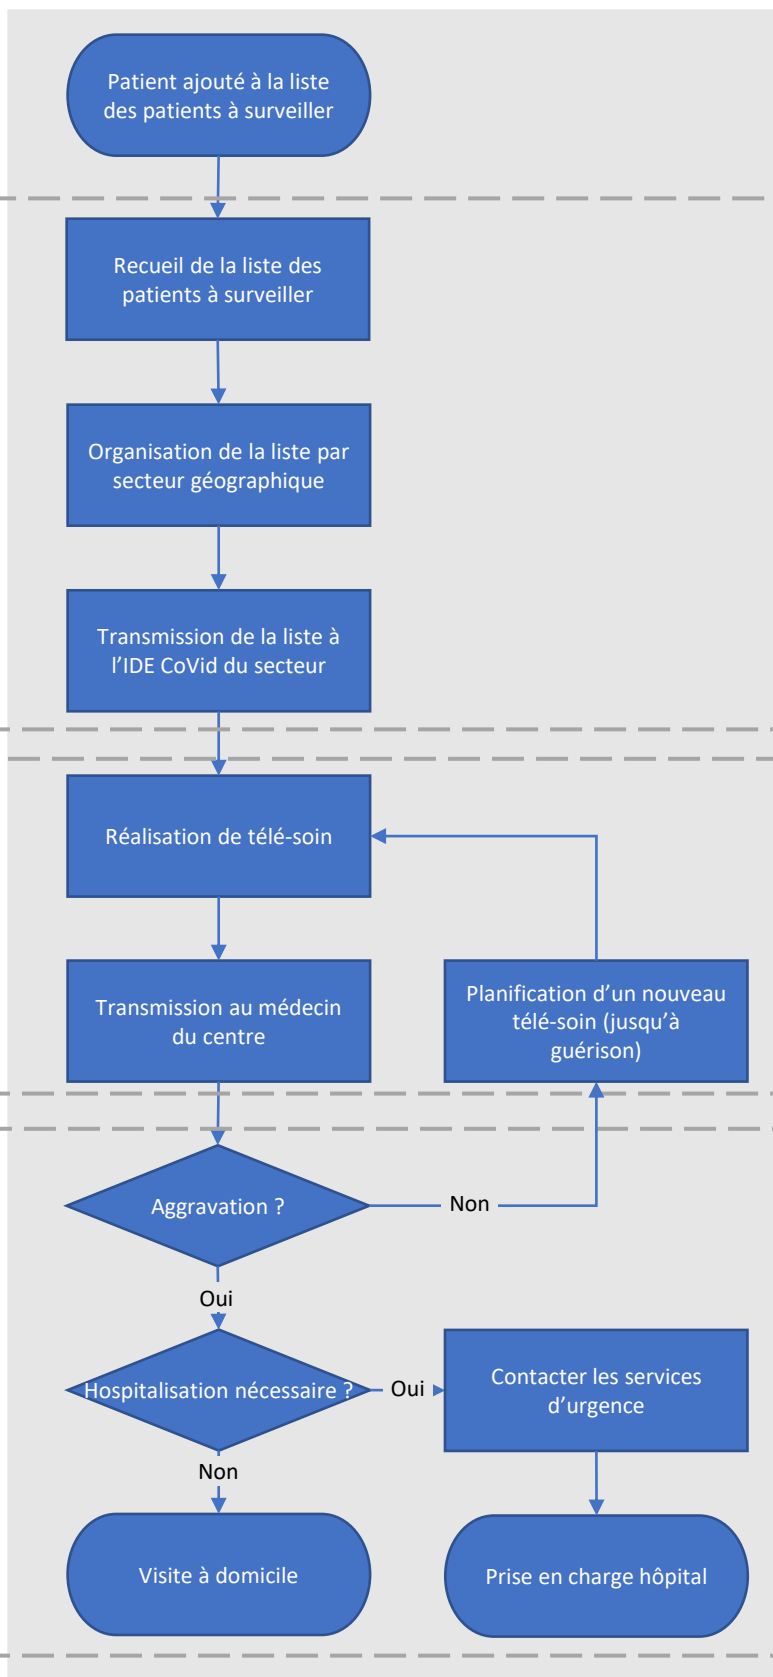 Patient ajouté à la liste
des patients à surveiller
Recueil de la liste des
patients à surveiller
Organisation de la liste par
secteur géographique
Transmission de la liste à
l’IDE CoVid du secteur
Réalisation de télé-soin
Transmission au médecin
du centre
Planification d’un nouveau
télé-soin (jusqu’à
guérison)
Aggravation ?
Non
Oui
Hospitalisation nécessaire ?
Oui
Contacter les services
d’urgence
Non
Visite à domicile
Prise en charge hôpital